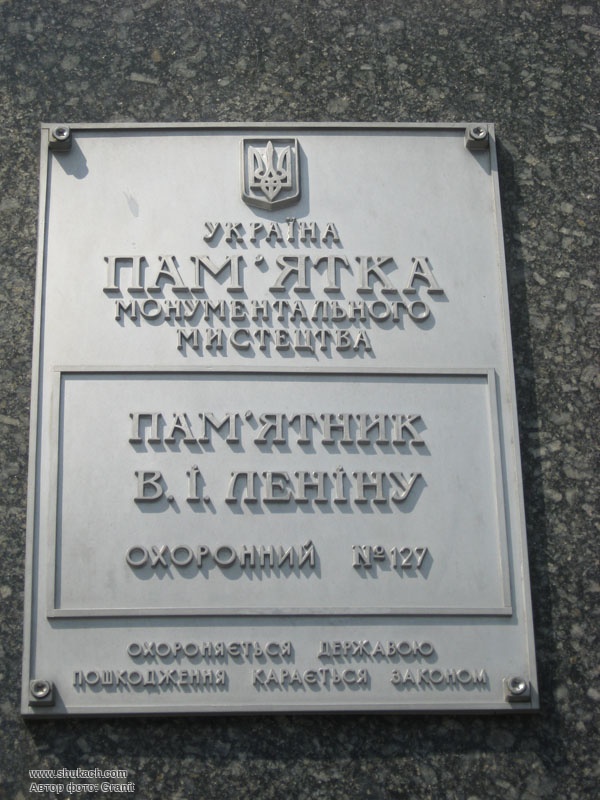 УКРАЇНА
ПАМ'ЯТКА
МОНУМЕНТАЛЬНОГО
МИСТЕЦТВА
ПАМ'ЯТНИК
В. І. ЛЕНІНУ
ОХОРОННИЙ №127
ОХОРОНЯЄТЬСЯ ДЕРЖАВОЮ
ПОШКОДЖЕННЯ КАРАЄТЬСЯ ЗАКОНОМ
www.shukach.com
Автор фото: Granit